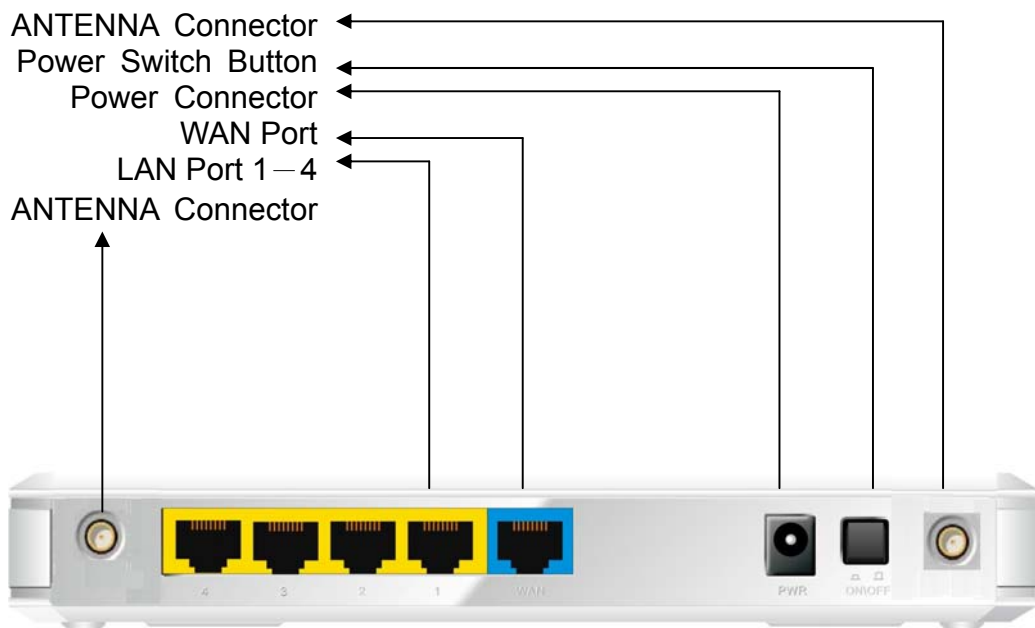 ANTENNA Connector
Power Switch Button
Power Connector
WAN Port
LAN Port 1－4
ANTENNA Connector
4 3 2 1 WAN PWR ON\OFF